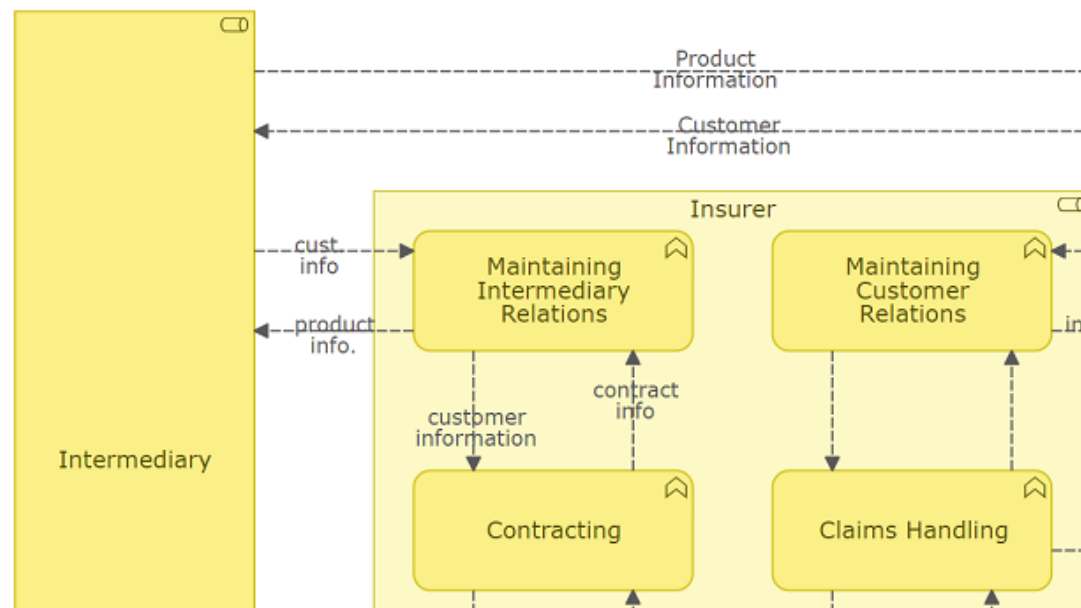 Product
Information
Customer
Information
Insurer
cust
info
Maintaining
Intermediary
Relations
Maintaining
Customer
Relations
product
info.
in
contract
info
customer
information
Intermediary
Contracting
Claims Handling